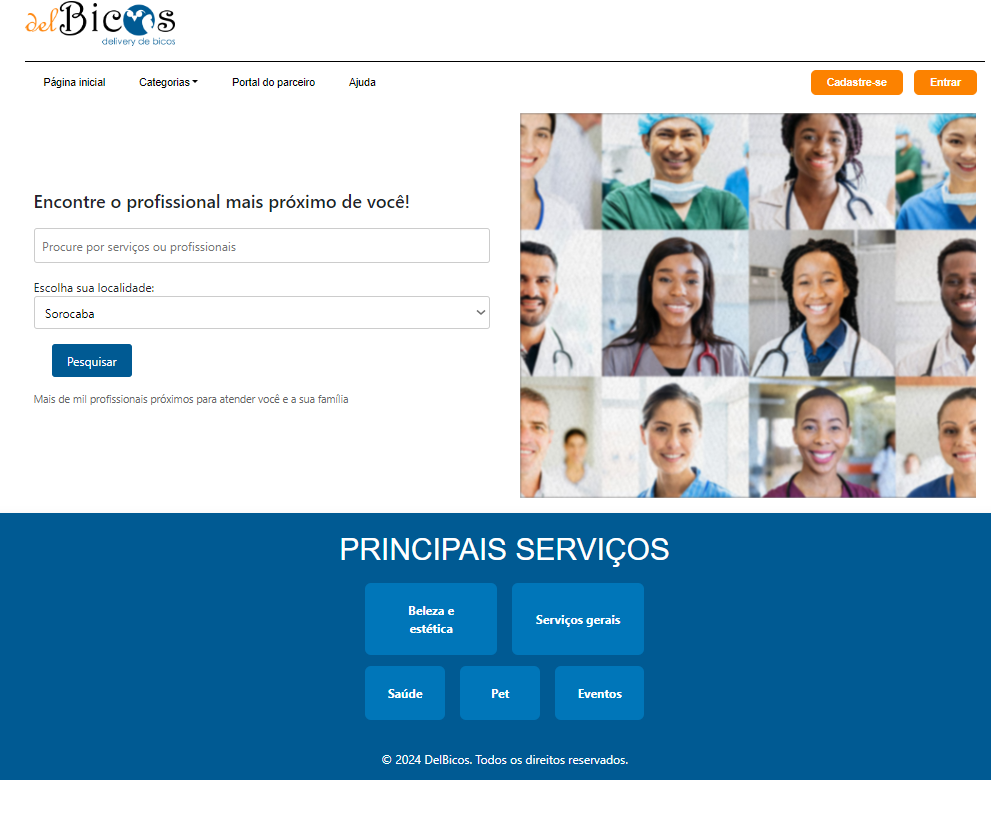 delBicos
delivery de bicos
Página inicial Categorias Portal do parceiro Ajuda Cadastre-se Entrar
Encontre o profissional mais próximo de você!
Procure por serviços ou profissionais
Escolha sua localidade:
Sorocaba
Pesquisar
Mais de mil profissionais próximos para atender você e a sua família
PRINCIPAIS SERVIÇOS
Beleza e
estética
Serviços gerais
Saúde Pet Eventos
© 2024 DelBicos. Todos os direitos reservados.